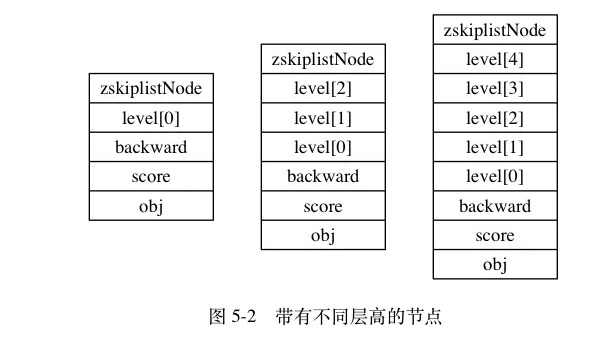 zskiplistNode
level[0]
backward
score
obj
zskiplistNode
level[2]
level[1]
level[0]
backward
score
obj
zskiplistNode
level[4]
level[3]
level[2]
level[1]
level[0]
backward
score
obj
图 5-2 带有不同层高的节点